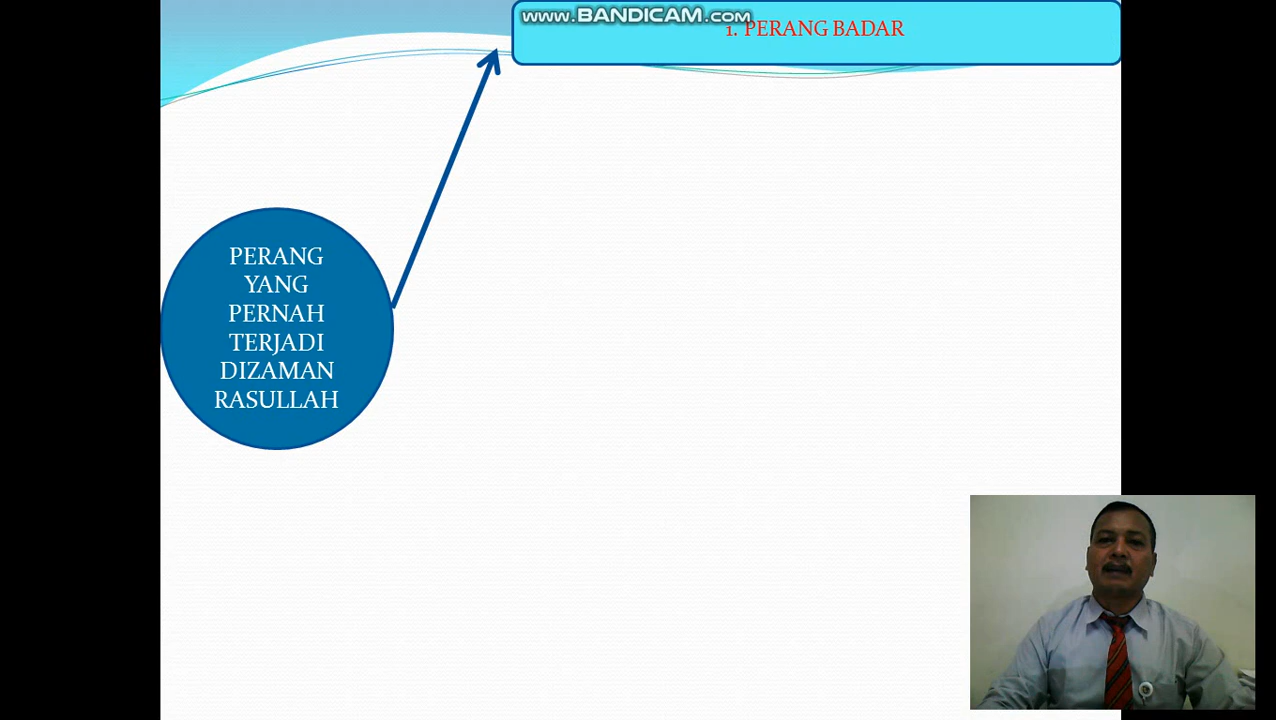 www.BANDICAM.com
1. PERANG BADAR
PERANG
YANG
PERNAH
TERJADI
DIZAMAN
RASULLAH